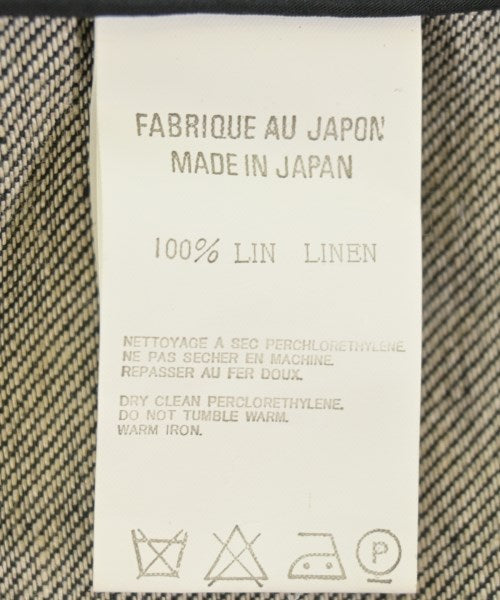 FABRIQUE AU JAPON
MADE IN JAPAN
100% LIN LINEN
NETTOYAGE A SEC PERCHLORETHYLENE.
NE PAS SECHER EN MACHINE.
REPASSER AU FER DOUX.
DRY CLEAN PERCLORETHYLENE.
DO NOT TUMBLE WARM.
WARM IRON.
P